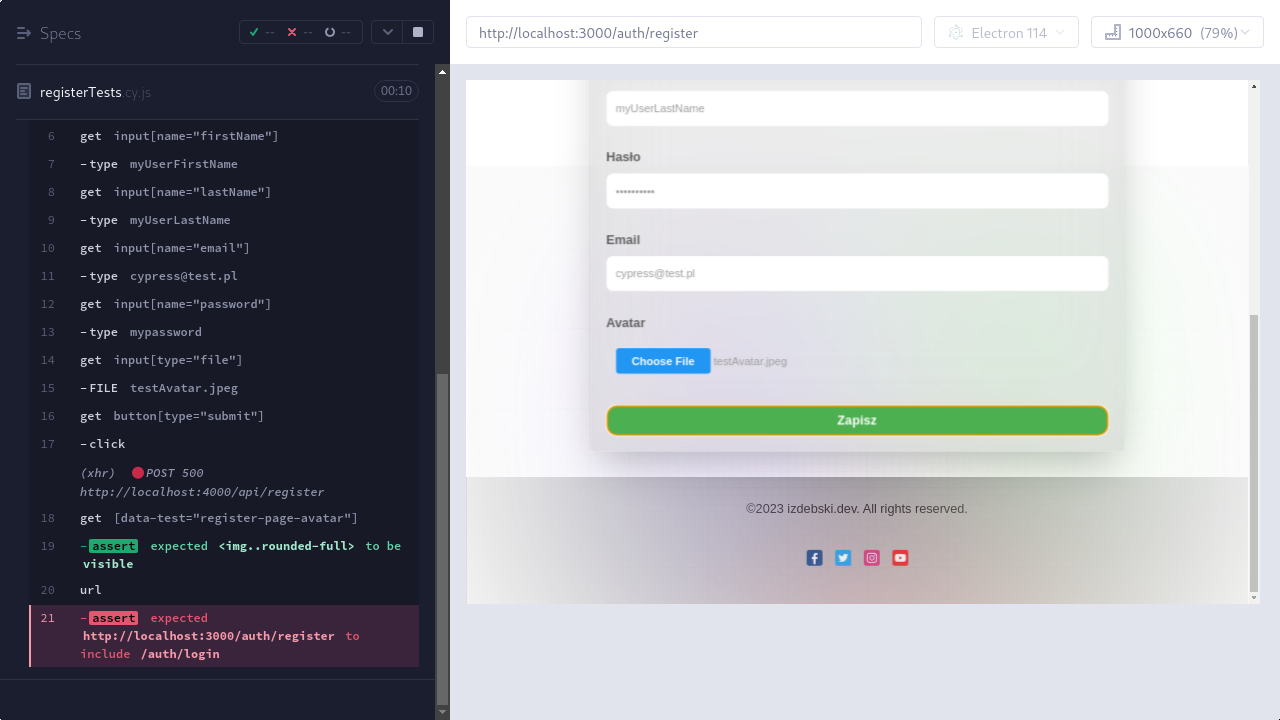 Specs
-- -- --
registerTests.cy.js 00:10
6 get input[name="firstName"]
7 -type myUserFirstName
8 get input[name="lastName"]
9 -type myUserLastName
10 get input[name="email"]
11 -type cypress@test.pl
12 get input[name="password"]
13 -type mypassword
14 get input[type="file"]
15 -FILE testAvatar.jpeg
16 get button[type="submit"]
17 -click
(xhr) POST 500
http://localhost:4000/api/register
18 get [data-test="register-page-avatar"]
19 -assert expected <img..rounded-full> to be
visible
20 url
21 -assert expected
http://localhost:3000/auth/register to
include /auth/login
http://localhost:3000/auth/register
Electron 114
1000x660 (79%)
myUserLastName
Hasło
••••••••••
Email
cypress@test.pl
Avatar
Choose File testAvatar.jpeg
Zapisz
©2023 izdebski.dev. All rights reserved.